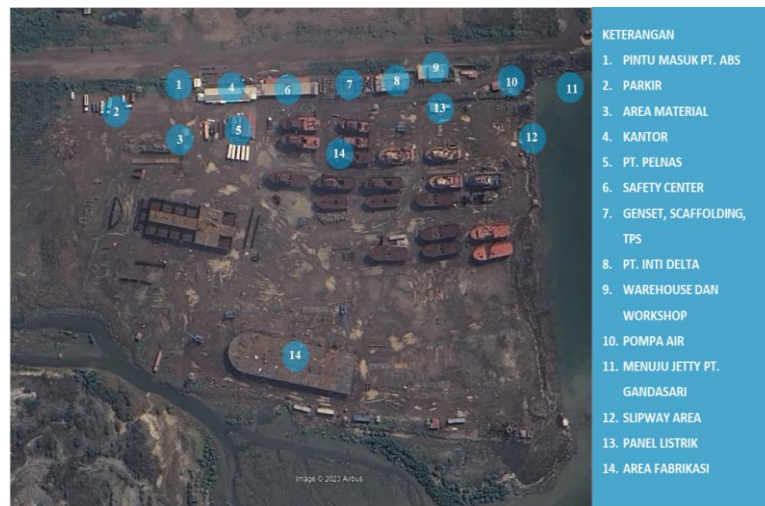 KETERANGAN
1. PINTU MASUK PT. ABS
2. PARKIR
3. AREA MATERIAL
4. KANTOR
5. PT. PELNAS
6. SAFETY CENTER
7. GENSET, SCAFFOLDING,
TPS
8. PT. INTI DELTA
9. WAREHOUSE DAN
WORKSHOP
10. POMPA AIR
11. MENUJU JETTY PT.
GANDASARI
12. SLIPWAY AREA
13. PANEL LISTRIK
14. AREA FABRIKASI
1
2
3
4
5
6
7
8
9
10
11
12
13
14
14
Image © 2023 Airbus